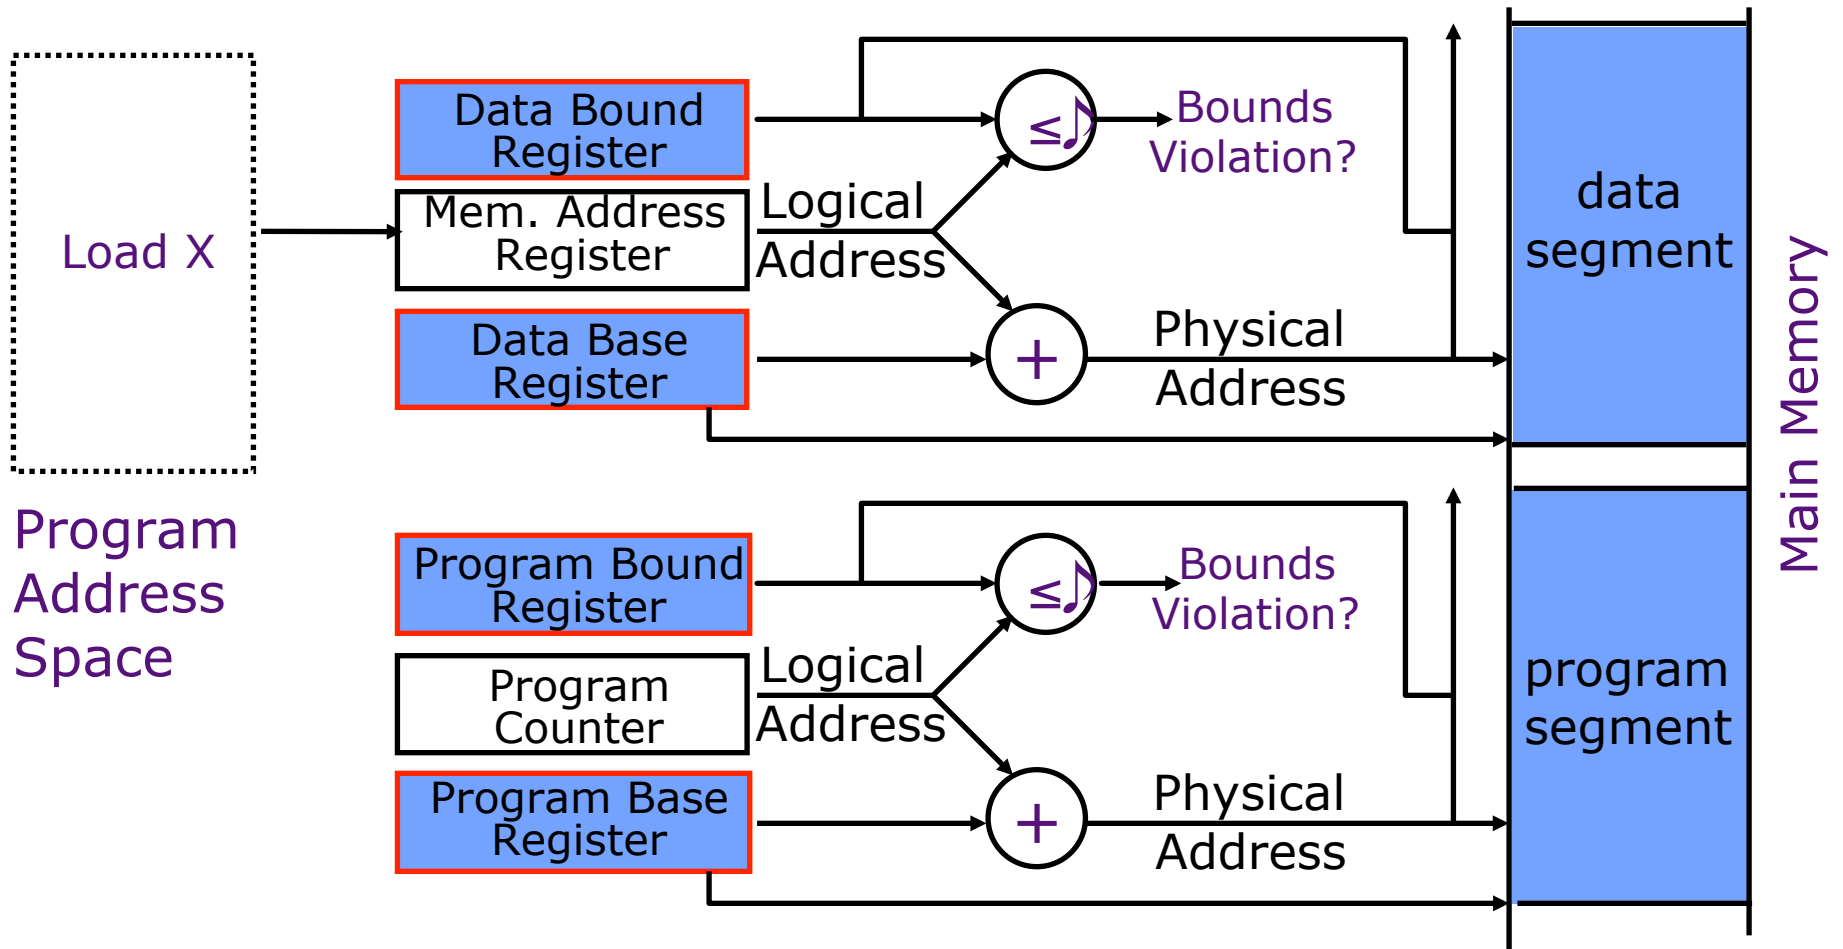 Load X
Program
Address
Space
Data Bound
Register
Mem. Address
Register
Data Base
Register
Logical
Address
≤♪
Bounds
Violation?
+
Physical
Address
data
segment
Program Bound
Register
Program
Counter
Program Base
Register
Logical
Address
≤♪
Bounds
Violation?
+
Physical
Address
program
segment
Main Memory